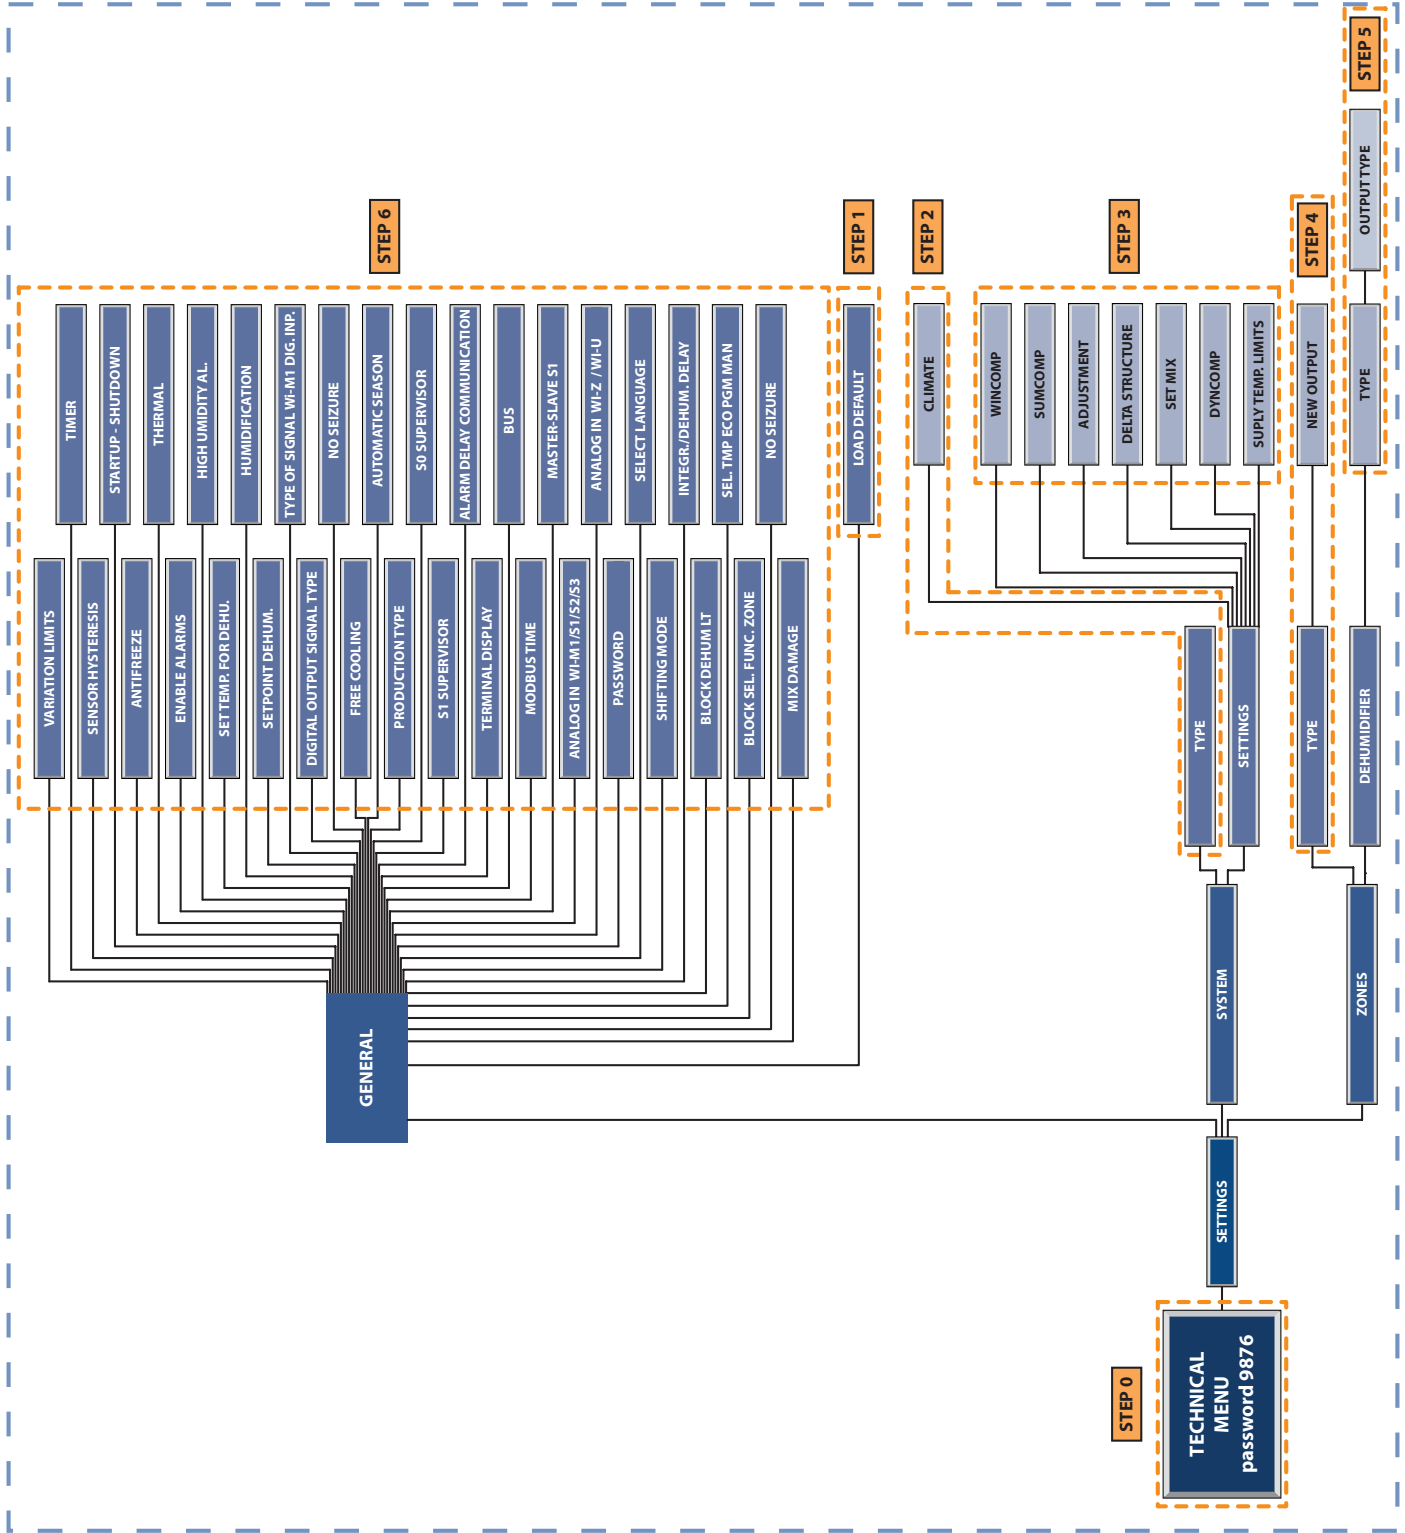 STEP 0
TECHNICAL
MENU
password 9876
SETTINGS
GENERAL
SYSTEM
ZONES
VARIATION LIMITS
TIMER
SENSOR HYSTERESIS
STARTUP - SHUTDOWN
ANTIFREEZE
THERMAL
ENABLE ALARMS
HIGH UMIDITY AL.
SET TEMP. FOR DEHU.
HUMIDIFICATION
SETPOINT DEHUM.
TYPE OF SIGNAL Wi-M1 DIG. INP.
DIGITAL OUTPUT SIGNAL TYPE
NO SEIZURE
FREE COOLING
AUTOMATIC SEASON
PRODUCTION TYPE
S0 SUPERVISOR
S1 SUPERVISOR
ALARM DELAY COMMUNICATION
TERMINAL DISPLAY
BUS
MODBUS TIME
MASTER-SLAVE S1
ANALOG IN WI-M1/S1/S2/S3
ANALOG IN WI-Z / WI-U
PASSWORD
SELECT LANGUAGE
SHIFTING MODE
INTEGR./DEHUM. DELAY
BLOCK DEHUM LT
SEL. TMP ECO PGM MAN
BLOCK SEL. FUNC. ZONE
NO SEIZURE
MIX DAMAGE
STEP 6
LOAD DEFAULT
STEP 1
TYPE
SETTINGS
CLIMATE
STEP 2
WINCOMP
SUMCOMP
ADJUSTMENT
DELTA STRUCTURE
SET MIX
DYNCOMP
SUPLY TEMP. LIMITS
STEP 3
TYPE
NEW OUTPUT
STEP 4
DEHUMIDIFIER
TYPE
OUTPUT TYPE
STEP 5